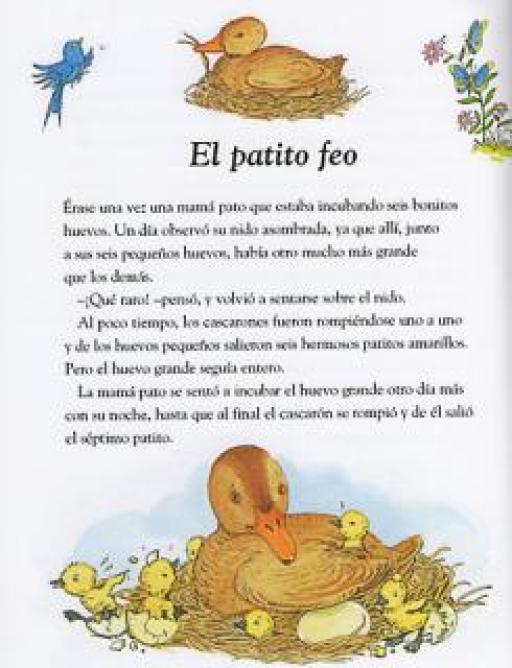 El patito feo
Érase una vez una mamá pato que estaba incubando seis bonitos
huevos. Un día observó su nido asombrada, ya que allí, junto
a sus seis pequeños huevos, había otro mucho más grande
que los demás.
–¡Qué raro! –pensó, y volvió a sentarse sobre el nido.
Al poco tiempo, los cascarones fueron rompiéndose uno a uno
y de los huevos pequeños salieron seis hermosos patitos amarillos.
Pero el huevo grande seguía entero.
La mamá pato se sentó a incubar el huevo grande otro día más
con su noche, hasta que al final el cascarón se rompió y de él salió
el séptimo patito.